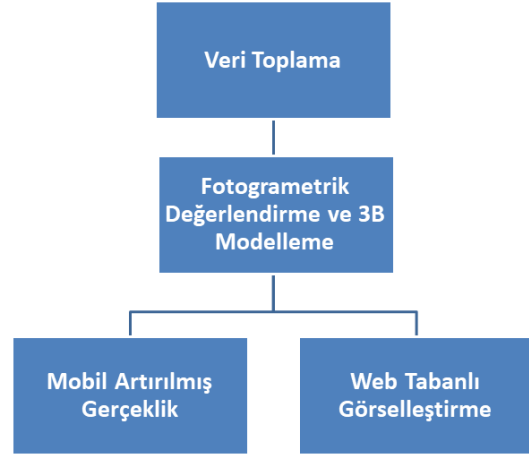 Veri Toplama
Fotogrametrik
Değerlendirme ve 3B
Modelleme
Mobil Artırılmış
Gerçeklik
Web Tabanlı
Görselleştirme